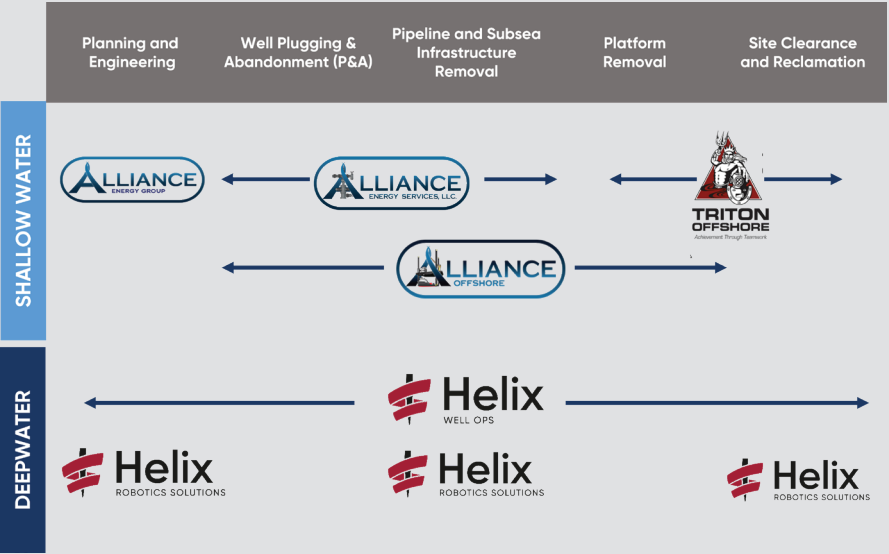 Planning and
Engineering
Well Plugging &
Abandonment (P&A)
Pipeline and Subsea
Infrastructure
Removal
Platform
Removal
Site Clearance
and Reclamation
SHALLOW WATER
ALLIANCE
ENERGY GROUP
ALLIANCE
ENERGY SERVICES, LLC.
TRITON
OFFSHORE
Achievement Through Teamwork
ALLIANCE
OFFSHORE
DEEPWATER
Helix
WELL OPS
Helix
ROBOTICS SOLUTIONS
Helix
ROBOTICS SOLUTIONS
Helix
ROBOTICS SOLUTIONS